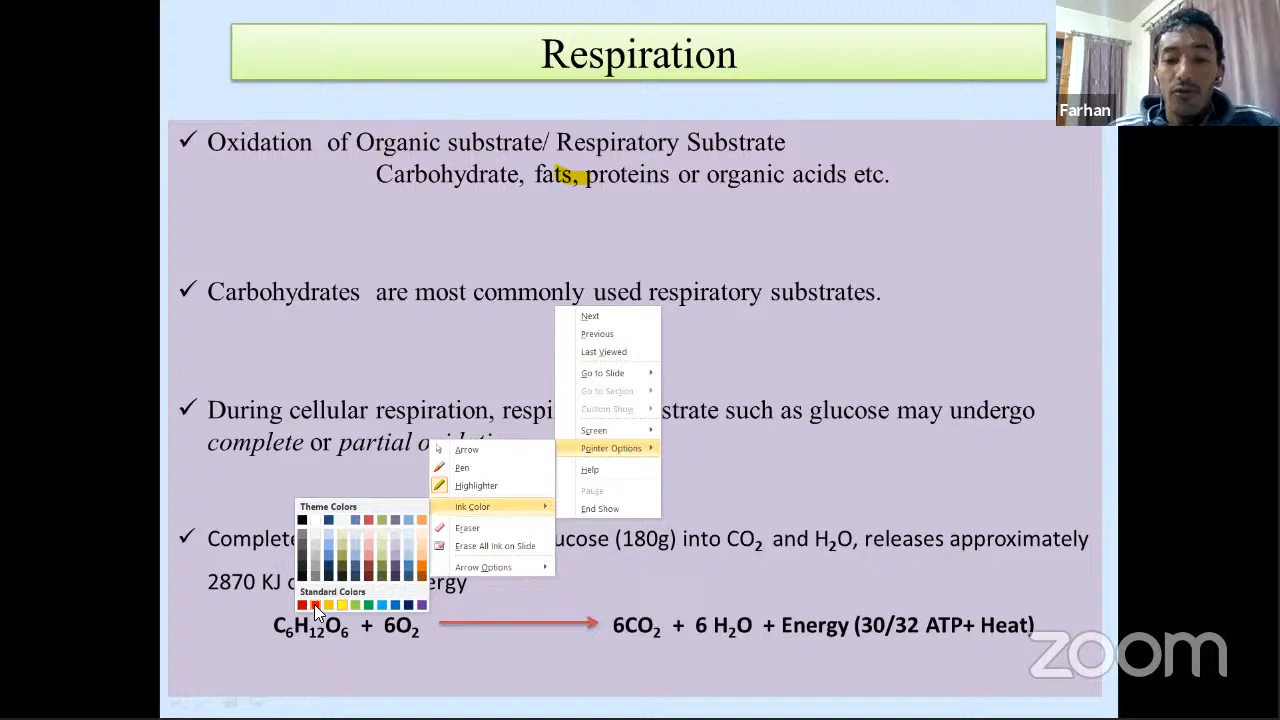 Respiration
Farhan
✓ Oxidation of Organic substrate/ Respiratory Substrate
Carbohydrate, fats, proteins or organic acids etc.
✓ Carbohydrates are most commonly used respiratory substrates.
Next
Previous
Last Viewed
Go to Slide
Go to Section
Custom Show
Screen
Pointer Options
Help
Pause
End Show
✓ During cellular respiration, respi strate such as glucose may undergo
complete or partial
Arrow
Pen
Highlighter
Ink Color
Eraser
Erase All Ink on Slide
Arrow Options
Theme Colors
Standard Colors
✓ Complete ucose (180g) into CO₂ and H₂O, releases approximately
2870 KJ ergy
C₆H₁₂O₆ + 6O₂ 6CO₂ + 6 H₂O + Energy (30/32 ATP+ Heat)
zoom